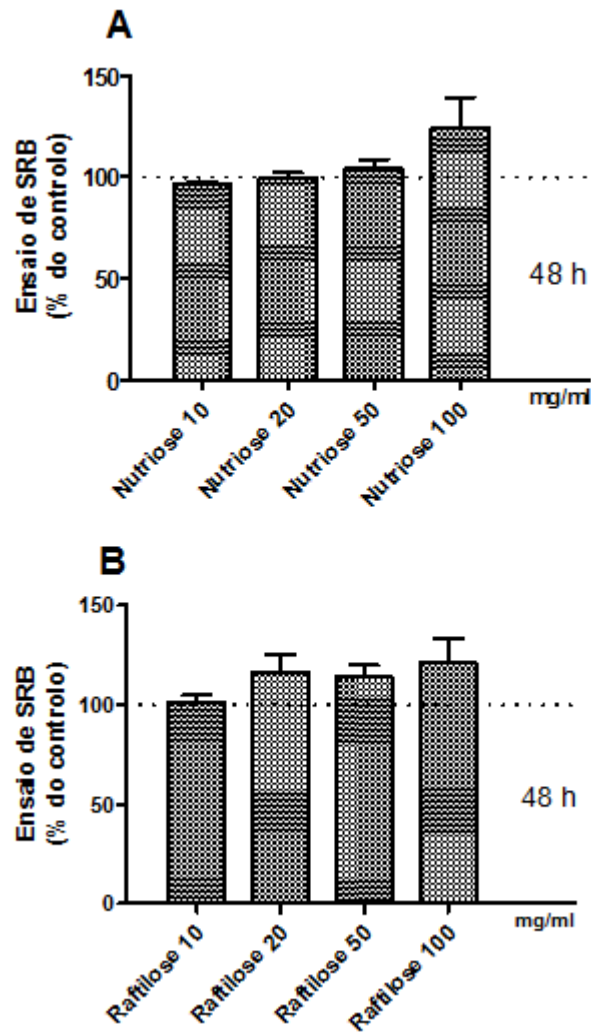 A
Ensaio de SRB
(% do controlo)
150
100
50
0
48 h
mg/ml
Nutriose 10
Nutriose 20
Nutriose 50
Nutriose 100
B
Ensaio de SRB
(% do controlo)
150
100
50
0
48 h
mg/ml
Raftilose 10
Raftilose 20
Raftilose 50
Raftilose 100